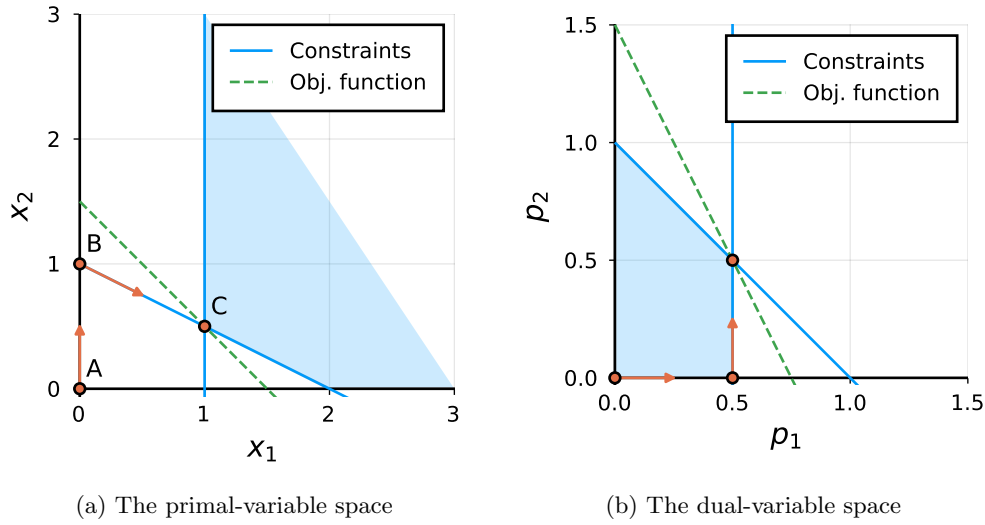 3
Constraints
Obj. function
2
x₂
B
1
C
A
0
0
1
2
3
x₁
(a) The primal-variable space
1.5
Constraints
Obj. function
1.0
p₂
0.5
0.0
0.0
0.5
1.0
1.5
p₁
(b) The dual-variable space